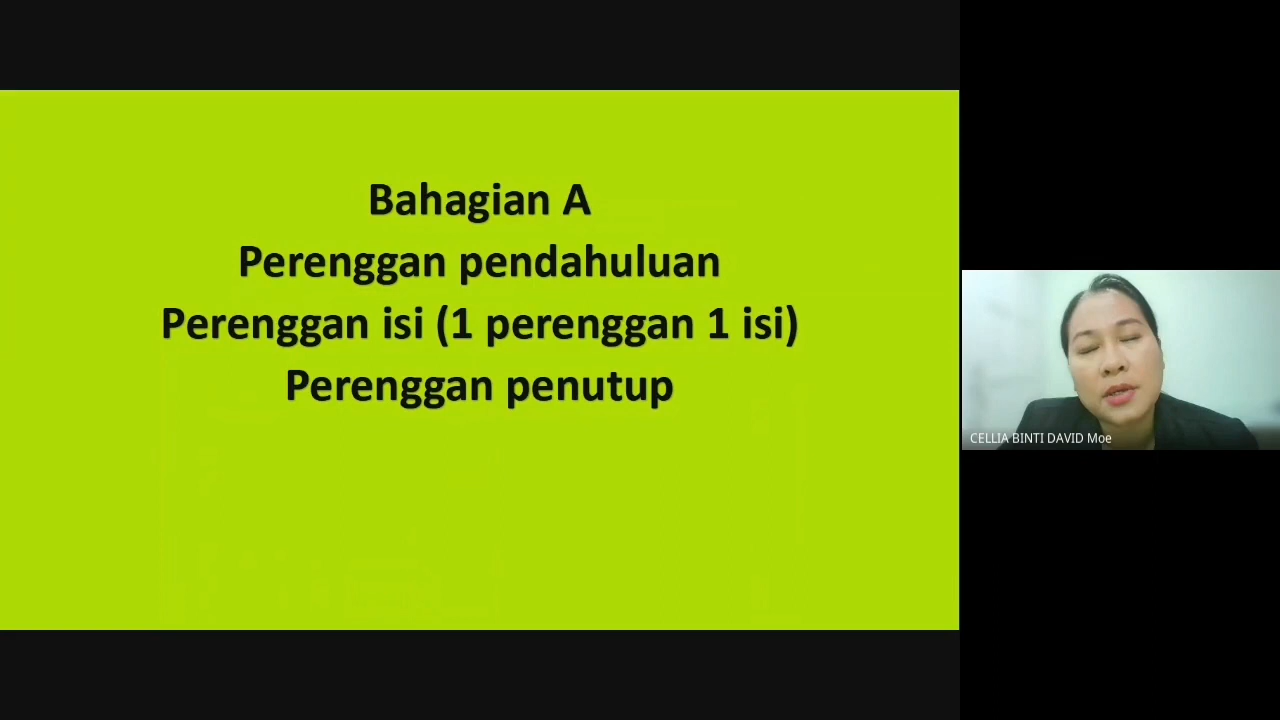 Bahagian A
Perenggan pendahuluan
Perenggan isi (1 perenggan 1 isi)
Perenggan penutup
CELLIA BINTI DAVID Moe